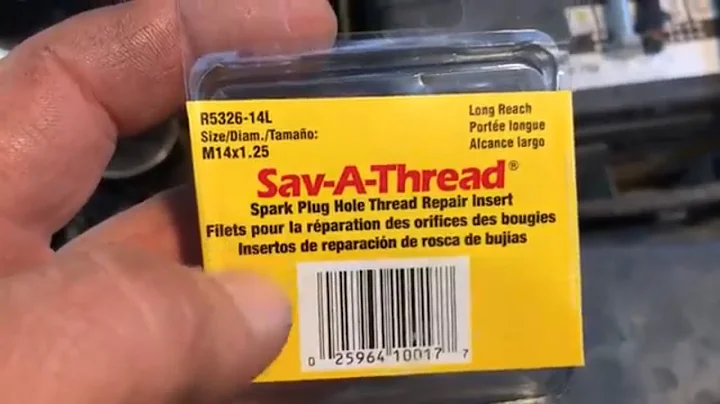 R5326-14L
Size/Diam./Tamaño:
M14x1.25
Long Reach
Portée longue
Alcance largo
Sav-A-Thread®
Spark Plug Hole Thread Repair Insert
Filets pour la réparation des orifices des bougies
Insertos de reparación de rosca de bujías
0 25964 10017 7